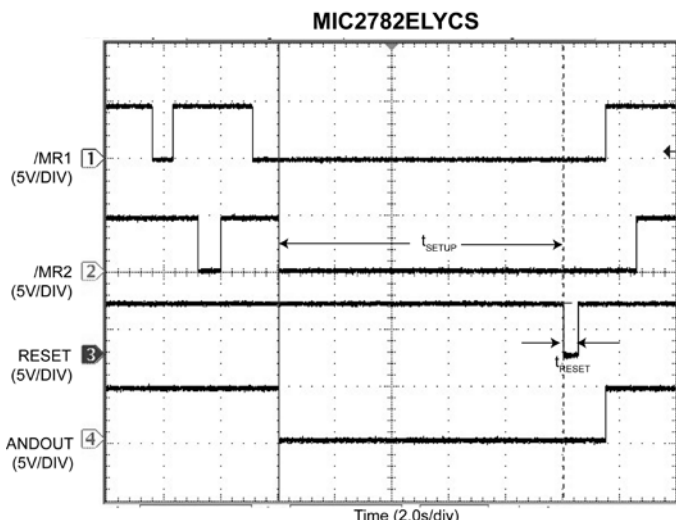 MIC2782ELYCS
/MR1 1
(5V/DIV)
tSETUP
/MR2 2
(5V/DIV)
RESET 3
(5V/DIV)
tRESET
ANDOUT 4
(5V/DIV)
Time (2.0s/div)